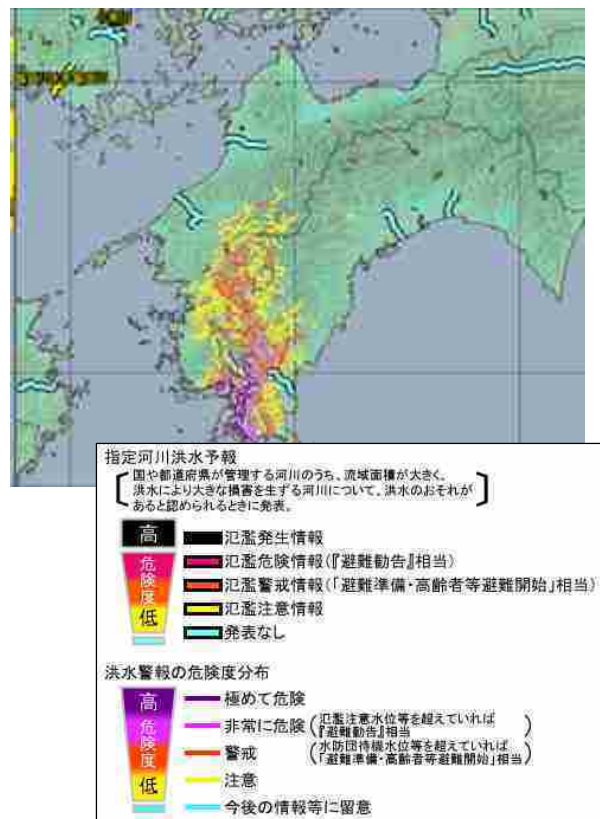 指定河川洪水予報
国や都道府県が管理する河川のうち、流域面積が大きく、
洪水により大きな損害を生ずる河川について、洪水のおそれが
あると認められるときに発表。
高
危険度
低
氾濫発生情報
氾濫危険情報(『避難勧告』相当)
氾濫警戒情報(「避難準備・高齢者等避難開始」相当)
氾濫注意情報
発表なし
洪水警報の危険度分布
高
危険度
低
極めて危険
非常に危険(氾濫注意水位等を超えていれば
『避難勧告』相当)
警戒(水防団待機水位等を超えていれば
「避難準備・高齢者等避難開始」相当)
注意
今後の情報等に留意